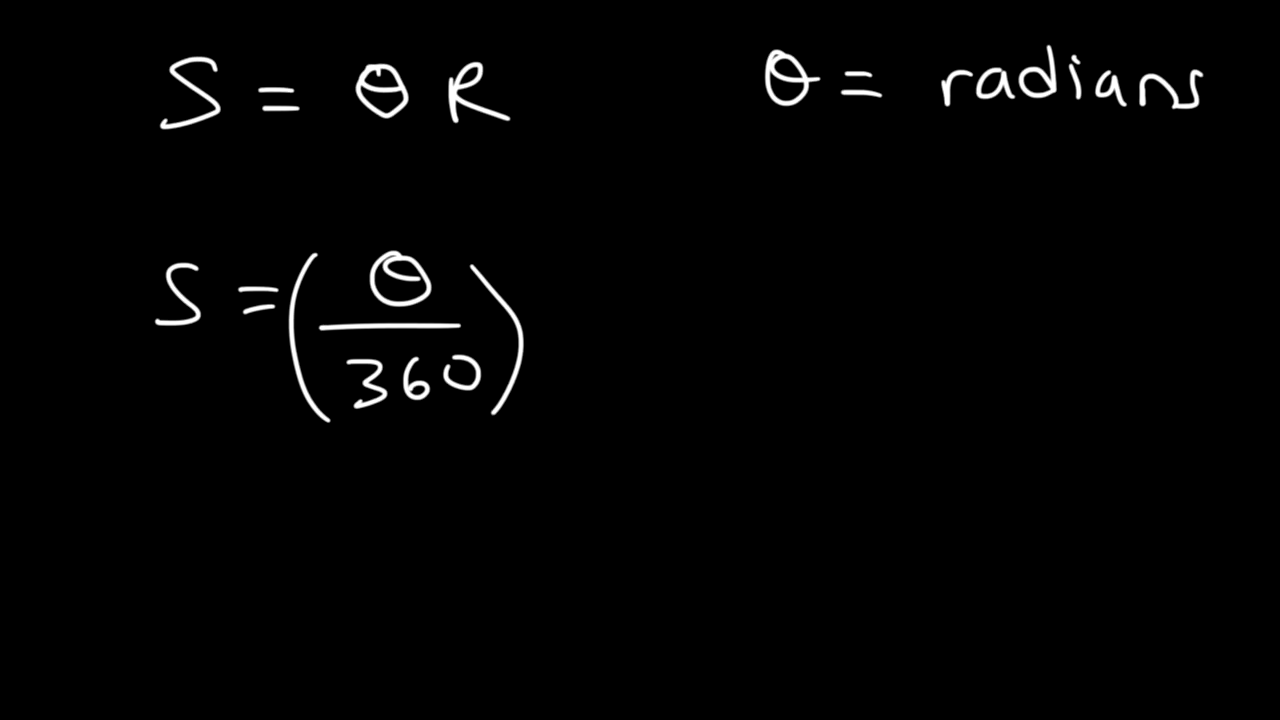 S = θ R
θ = radians
S = (θ/360)